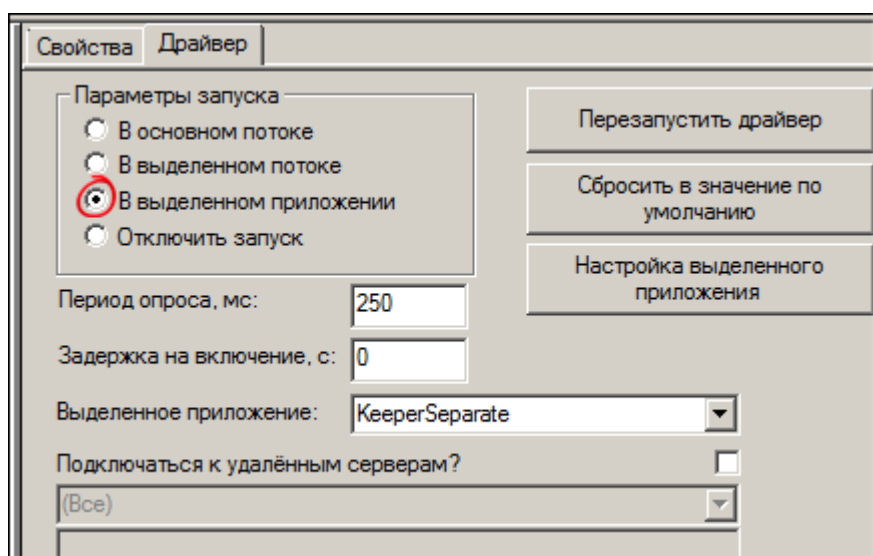 Свойства Драйвер
Параметры запуска
В основном потоке
В выделенном потоке
В выделенном приложении
Отключить запуск
Перезапустить драйвер
Сбросить в значение по
умолчанию
Настройка выделенного
приложения
Период опроса, мс: 250
Задержка на включение, с: 0
Выделенное приложение: KeeperSeparate
Подключаться к удалённым серверам?
(Все)